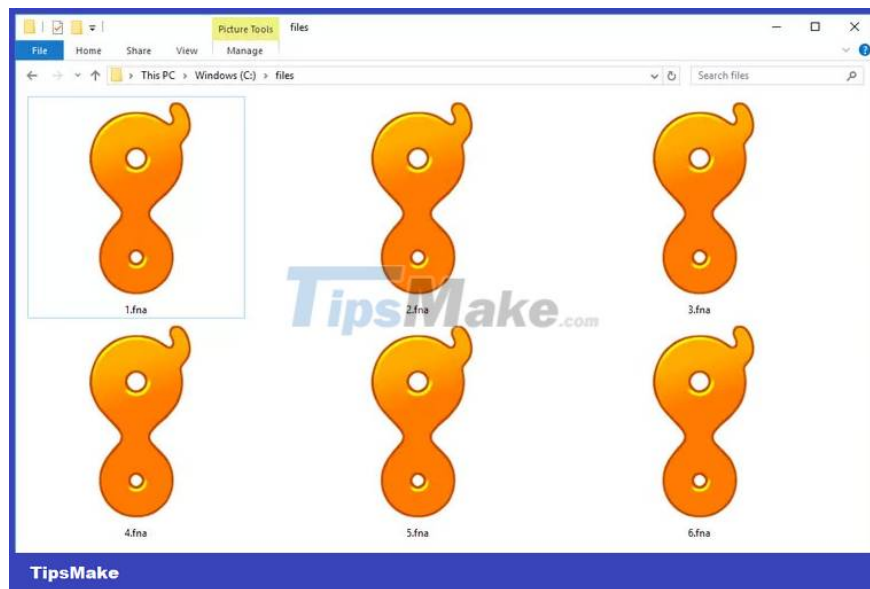 Picture Tools files
File Home Share View Manage
This PC > Windows (C:) > files Search files
1.fna 2.fna 3.fna
TipsMake.com
4.fna 5.fna 6.fna
TipsMake